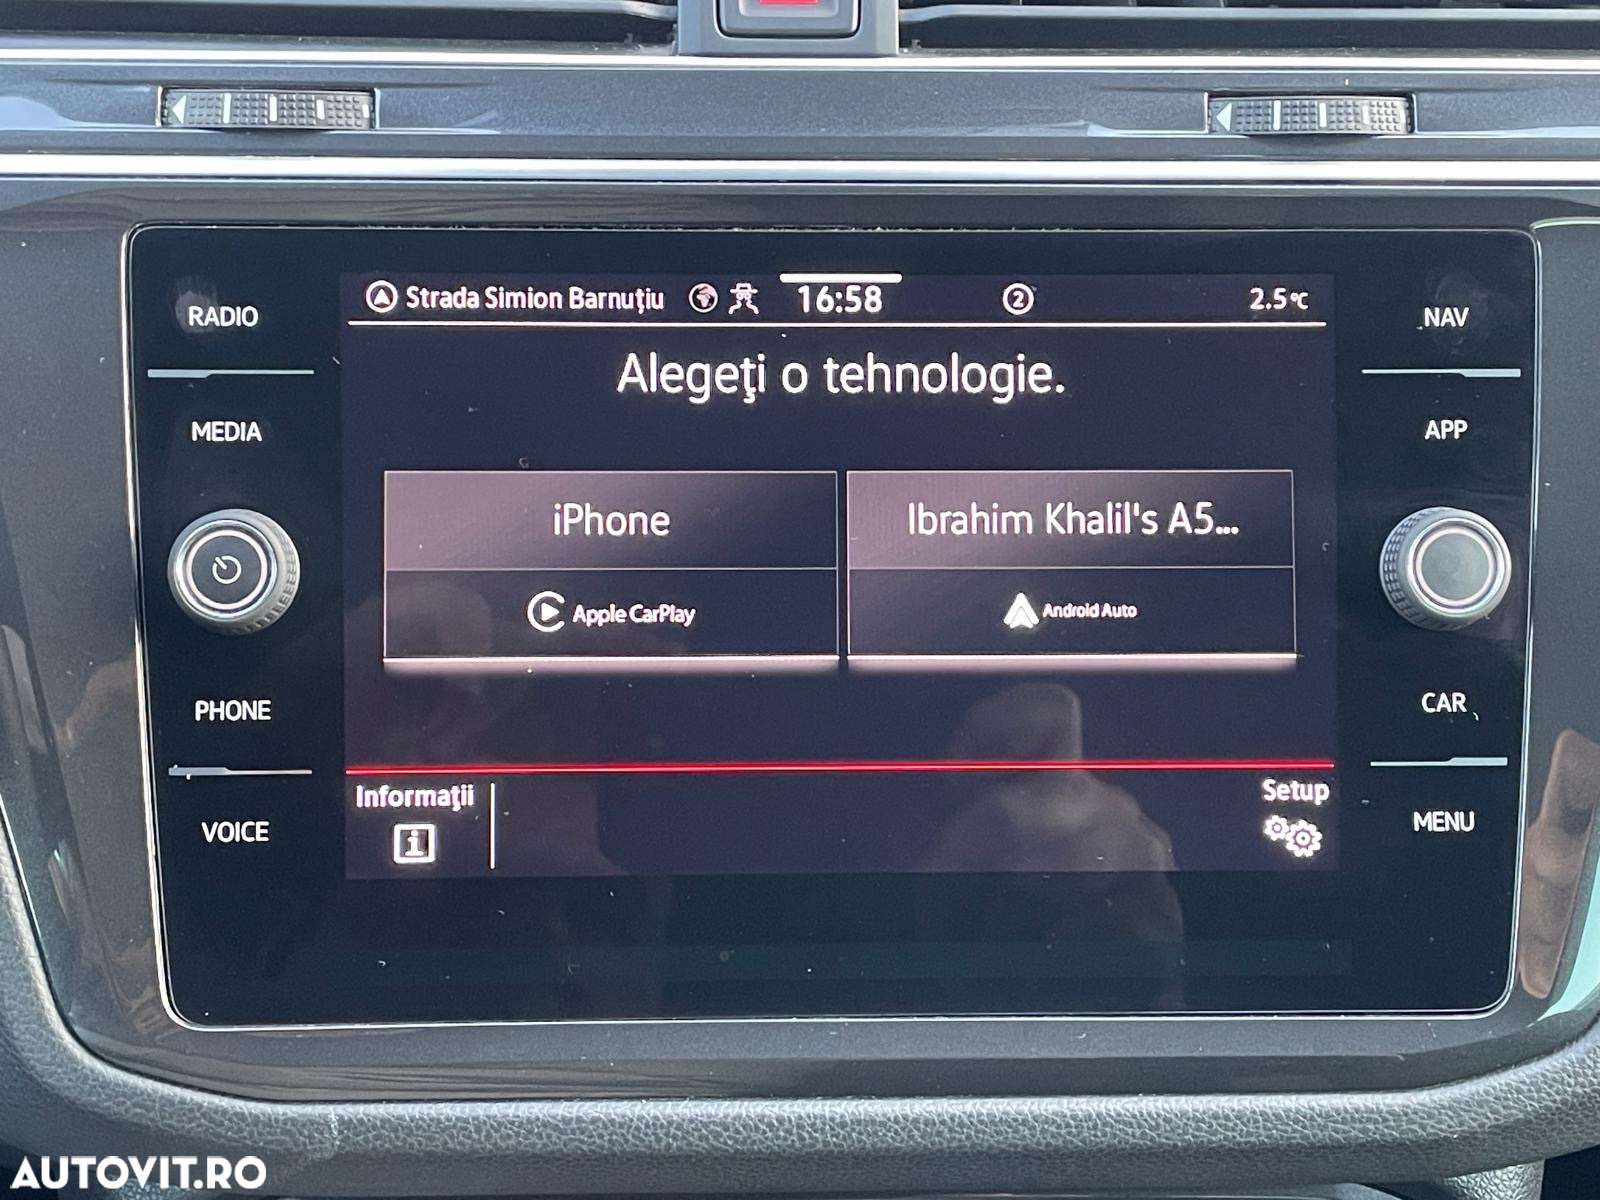 RADIO
MEDIA
PHONE
VOICE
Strada Simion Barnuțiu
16:58
2
2.5°C
Alegeţi o tehnologie.
iPhone
Apple CarPlay
Ibrahim Khalil's A5...
Android Auto
Informaţii
i
Setup
NAV
APP
CAR
MENU
AUTOVIT.RO